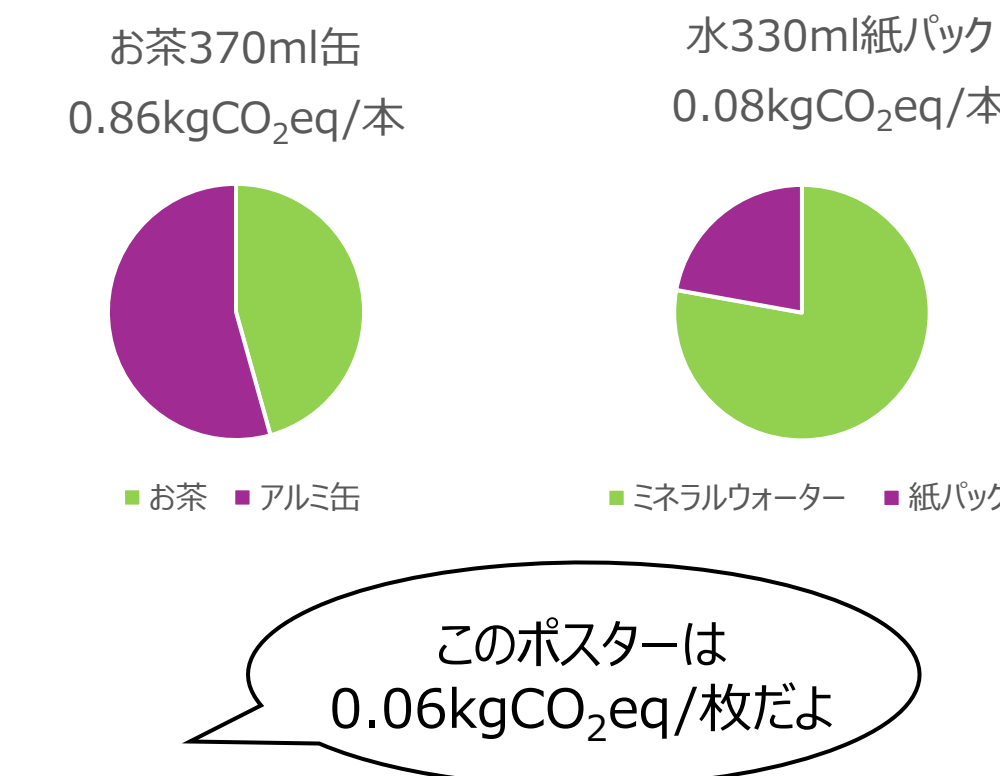 お茶370ml缶
0.86kgCO₂eq/本
お茶 アルミ缶
水330ml紙パック
0.08kgCO₂eq/本
ミネラルウォーター 紙パック
このポスターは
0.06kgCO₂eq/枚だよ